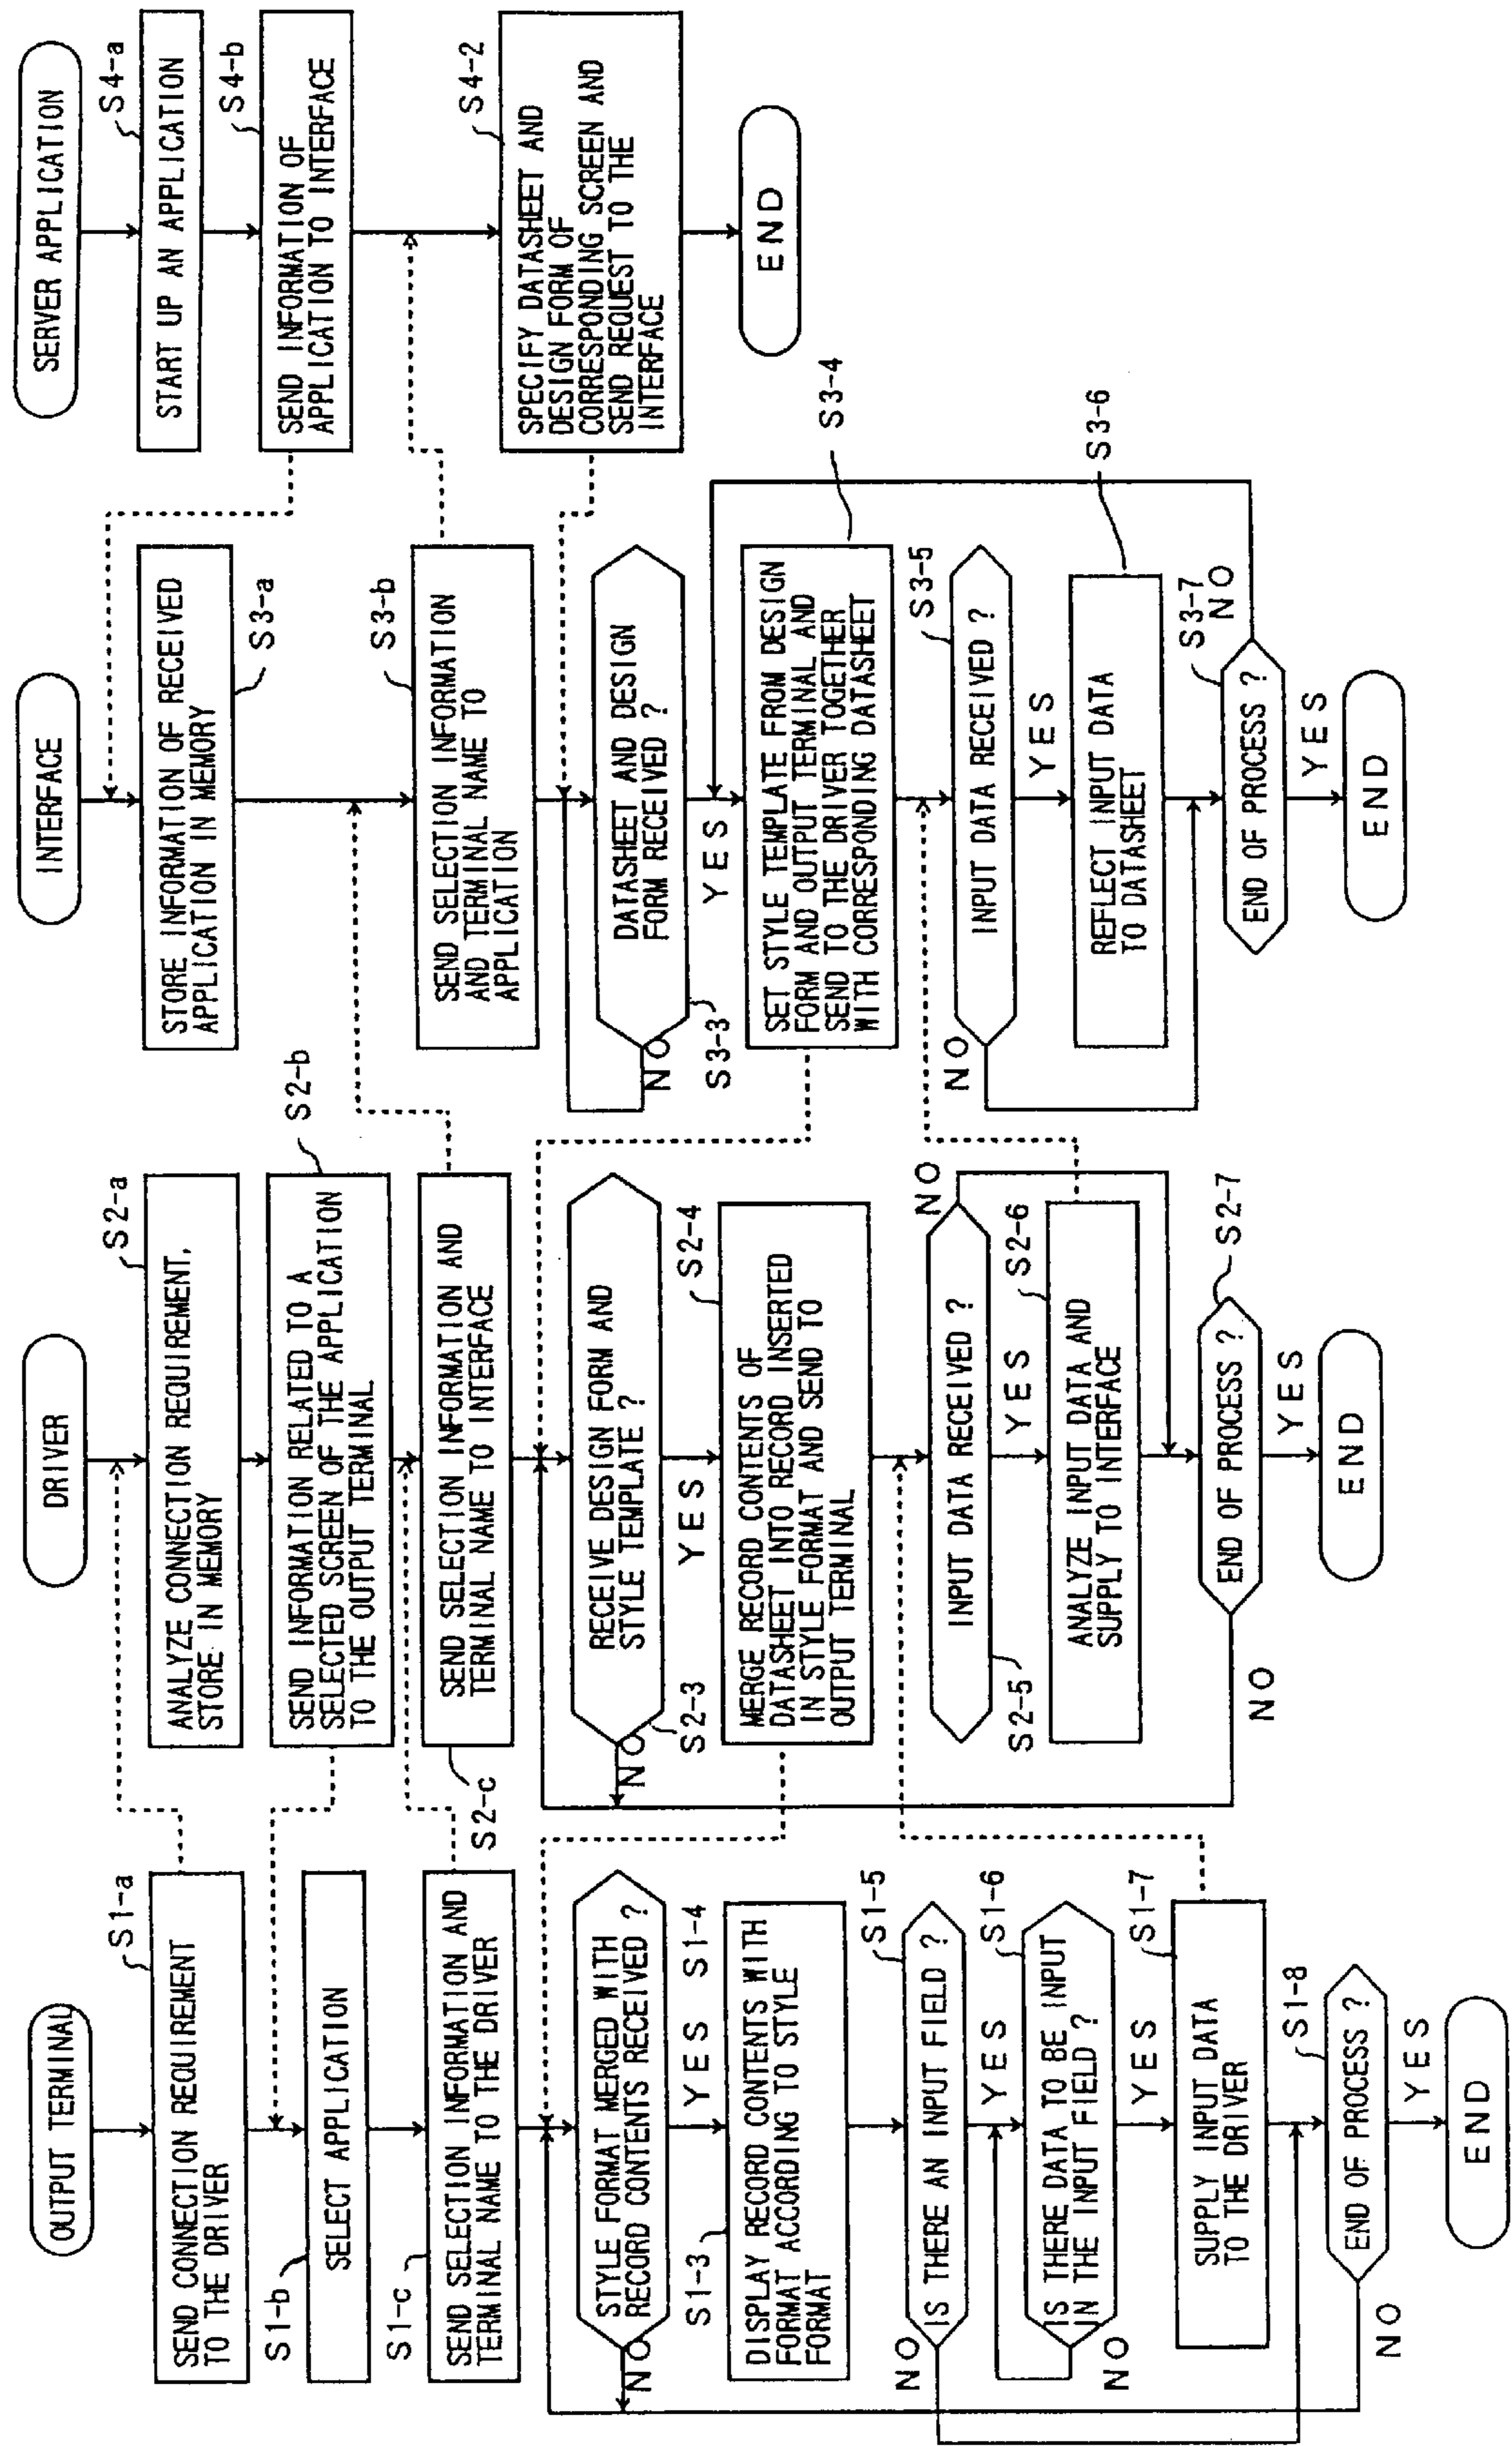 OUTPUT TERMINAL
S1-a
SEND CONNECTION REQUIREMENT
TO THE DRIVER
S1-b
SELECT APPLICATION
S1-c
SEND SELECTION INFORMATION AND
TERMINAL NAME TO THE DRIVER
STYLE FORMAT MERGED WITH
RECORD CONTENTS RECEIVED ?
NO
YES
S1-4
S1-3
DISPLAY RECORD CONTENTS WITH
FORMAT ACCORDING TO STYLE
FORMAT
S1-5
IS THERE AN INPUT FIELD ?
NO
YES
S1-6
IS THERE DATA TO BE INPUT
IN THE INPUT FIELD ?
NO
YES
S1-7
SUPPLY INPUT DATA
TO THE DRIVER
S1-8
END OF PROCESS ?
NO
YES
END
DRIVER
S2-a
ANALYZE CONNECTION REQUIREMENT,
STORE IN MEMORY
S2-b
SEND INFORMATION RELATED TO A
SELECTED SCREEN OF THE APPLICATION
TO THE OUTPUT TERMINAL
S2-c
SEND SELECTION INFORMATION AND
TERMINAL NAME TO INTERFACE
RECEIVE DESIGN FORM AND
STYLE TEMPLATE ?
NO
S2-3
YES
S2-4
MERGE RECORD CONTENTS OF
DATASHEET INTO RECORD INSERTED
IN STYLE FORMAT AND SEND TO
OUTPUT TERMINAL
NO
INPUT DATA RECEIVED ?
S2-5
YES
S2-6
ANALYZE INPUT DATA AND
SUPPLY TO INTERFACE
S2-7
END OF PROCESS ?
NO
YES
END
INTERFACE
STORE INFORMATION OF RECEIVED
APPLICATION IN MEMORY
S3-a
S3-b
SEND SELECTION INFORMATION
AND TERMINAL NAME TO
APPLICATION
DATASHEET AND DESIGN
FORM RECEIVED ?
NO
S3-3
YES
S3-4
SET STYLE TEMPLATE FROM DESIGN
FORM AND OUTPUT TERMINAL AND
SEND TO THE DRIVER TOGETHER
WITH CORRESPONDING DATASHEET
S3-5
INPUT DATA RECEIVED ?
NO
YES
S3-6
REFLECT INPUT DATA
TO DATASHEET
S3-7
NO
END OF PROCESS ?
YES
END
SERVER APPLICATION
S4-a
START UP AN APPLICATION
S4-b
SEND INFORMATION OF
APPLICATION TO INTERFACE
S4-2
SPECIFY DATASHEET AND
DESIGN FORM OF
CORRESPONDING SCREEN AND
SEND REQUEST TO THE
INTERFACE
END